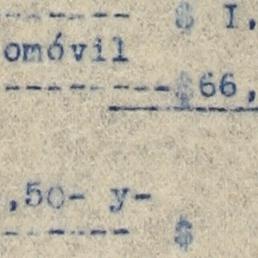 ------- $ I.
omóvil
---------$66,
,50- y-
------- $